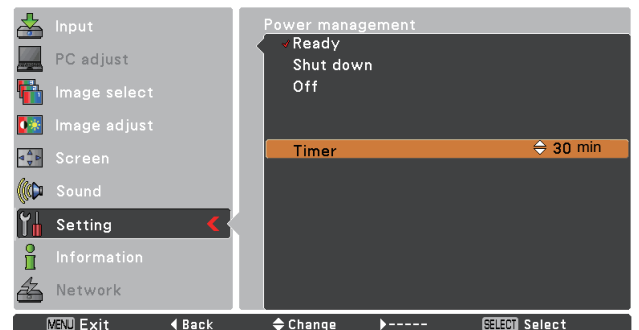 Input
PC adjust
Image select
Image adjust
Screen
Sound
Setting
Information
Network
Power management
Ready
Shut down
Off
Timer 30 min
MENU Exit Back Change ----- SELECT Select